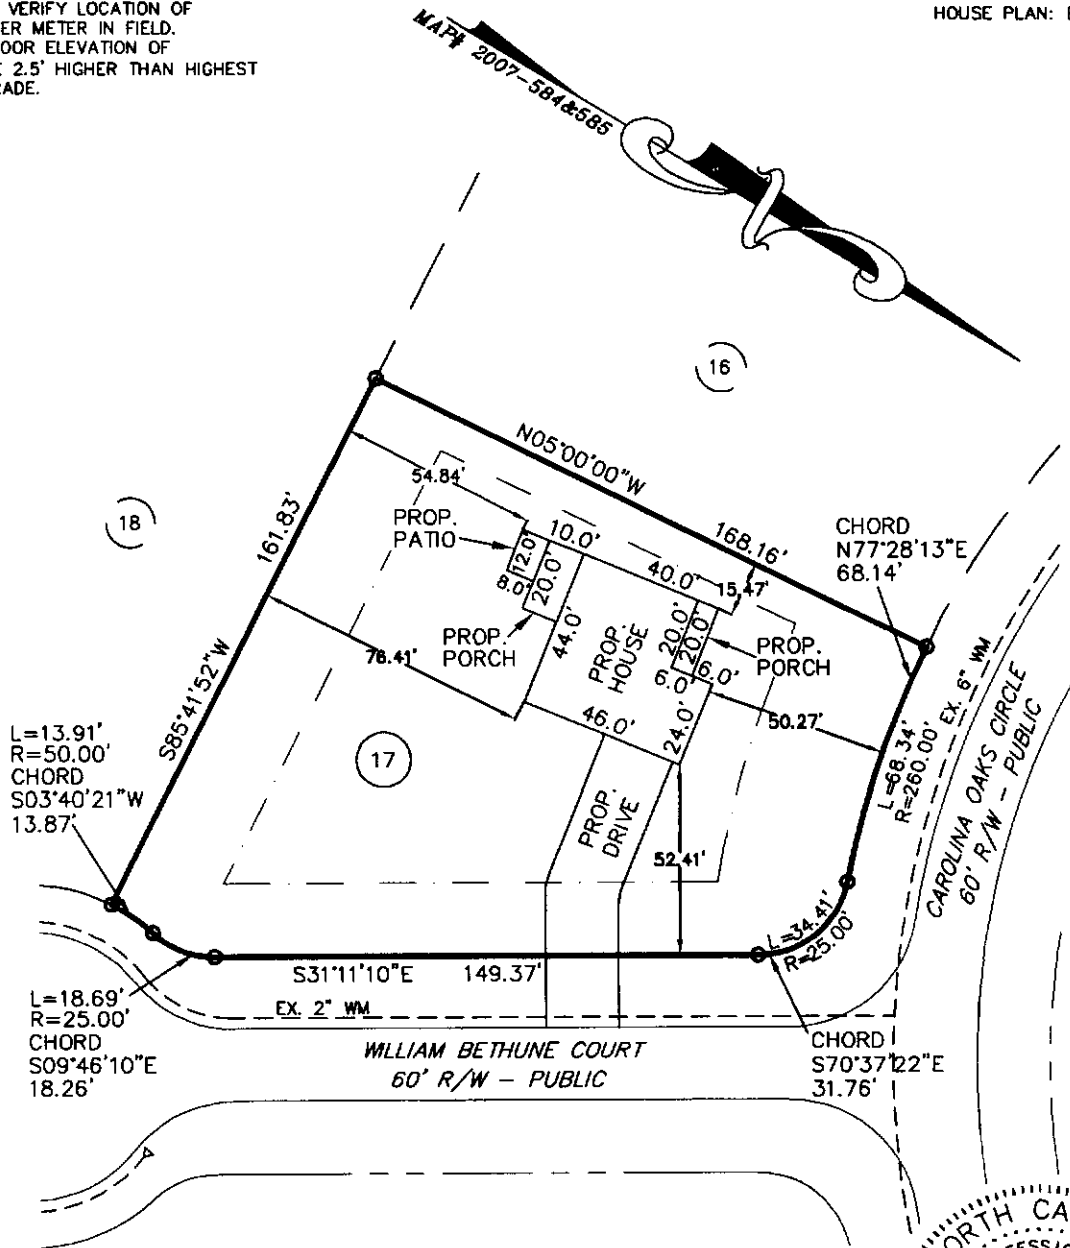 VERIFY LOCATION OF
ER METER IN FIELD.
OOR ELEVATION OF
2.5' HIGHER THAN HIGHEST
RADE.
HOUSE PLAN:
MAP# 2007-584&585
16
N05°00'00"W
168.16'
54.84'
18
161.83'
PROP.
PATIO
10.0'
12.0'
8.0'
20.0'
40.0'
15.47'
CHORD
N77°28'13"E
68.14'
PROP.
PORCH
44.0'
PROP.
HOUSE
20.0'
20.0'
PROP.
PORCH
6.0'
6.0'
76.41'
46.0'
24.0'
50.27'
S85°41'52"W
L=13.91'
R=50.00'
CHORD
S03°40'21"W
13.87'
17
PROP.
DRIVE
52.41'
L=68.34'
R=260.00'
EX. 6" WM
CAROLINA OAKS CIRCLE
60' R/W - PUBLIC
L=34.41'
R=25.00'
S31°11'10"E 149.37'
EX. 2" WM
L=18.69'
R=25.00'
CHORD
S09°46'10"E
18.26'
WILLIAM BETHUNE COURT
60' R/W - PUBLIC
CHORD
S70°37'22"E
31.76'
ORTH CA